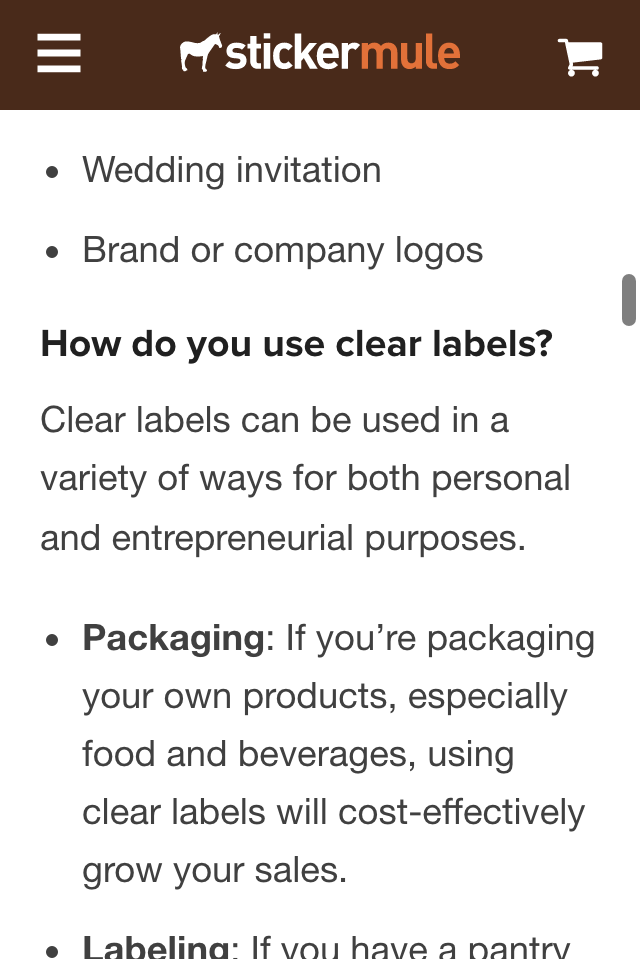 stickermule
• Wedding invitation
• Brand or company logos
How do you use clear labels?
Clear labels can be used in a
variety of ways for both personal
and entrepreneurial purposes.
• Packaging: If you’re packaging
your own products, especially
food and beverages, using
clear labels will cost-effectively
grow your sales.
• Labeling: If you have a pantry